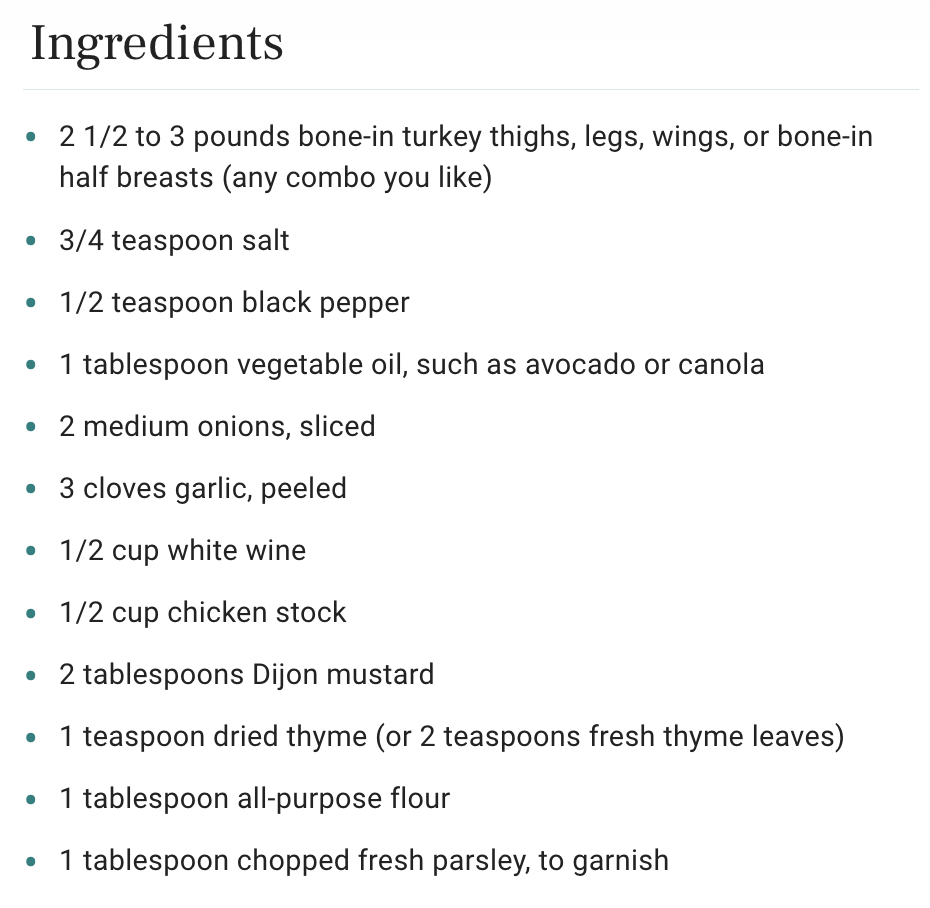 Ingredients
2 1/2 to 3 pounds bone-in turkey thighs, legs, wings, or bone-in
half breasts (any combo you like)
3/4 teaspoon salt
1/2 teaspoon black pepper
1 tablespoon vegetable oil, such as avocado or canola
2 medium onions, sliced
3 cloves garlic, peeled
1/2 cup white wine
1/2 cup chicken stock
2 tablespoons Dijon mustard
1 teaspoon dried thyme (or 2 teaspoons fresh thyme leaves)
1 tablespoon all-purpose flour
1 tablespoon chopped fresh parsley, to garnish